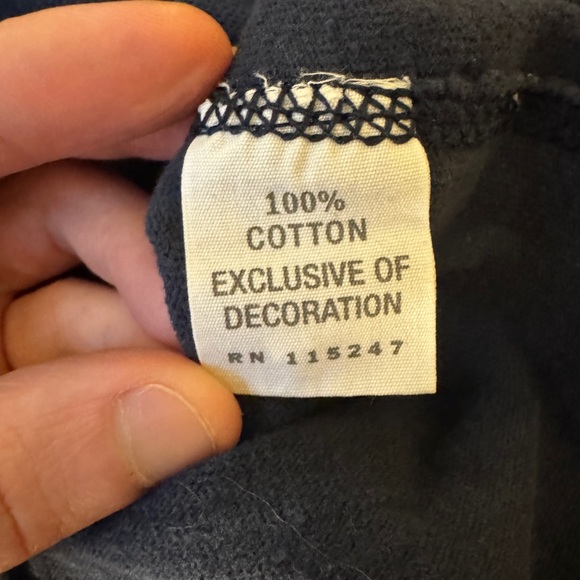 100%
COTTON
EXCLUSIVE OF
DECORATION
RN 115247